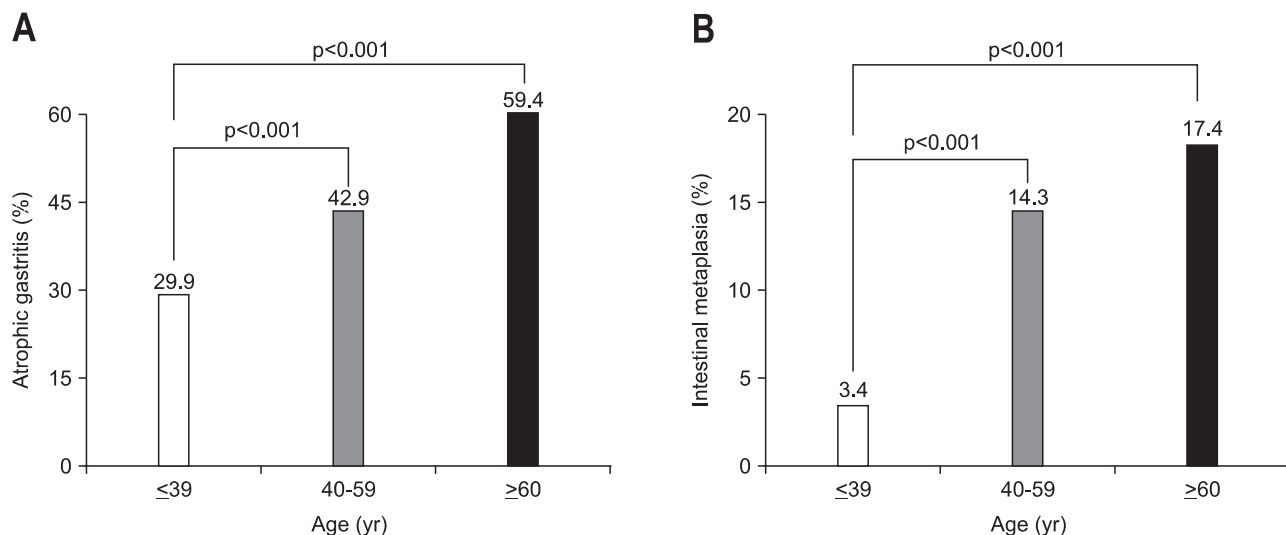 A
p<0.001
p<0.001
60
45
30
15
0
Atrophic gastritis (%)
29.9
42.9
59.4
≤39
40-59
≥60
Age (yr)
B
p<0.001
p<0.001
20
15
10
5
0
Intestinal metaplasia (%)
3.4
14.3
17.4
≤39
40-59
≥60
Age (yr)